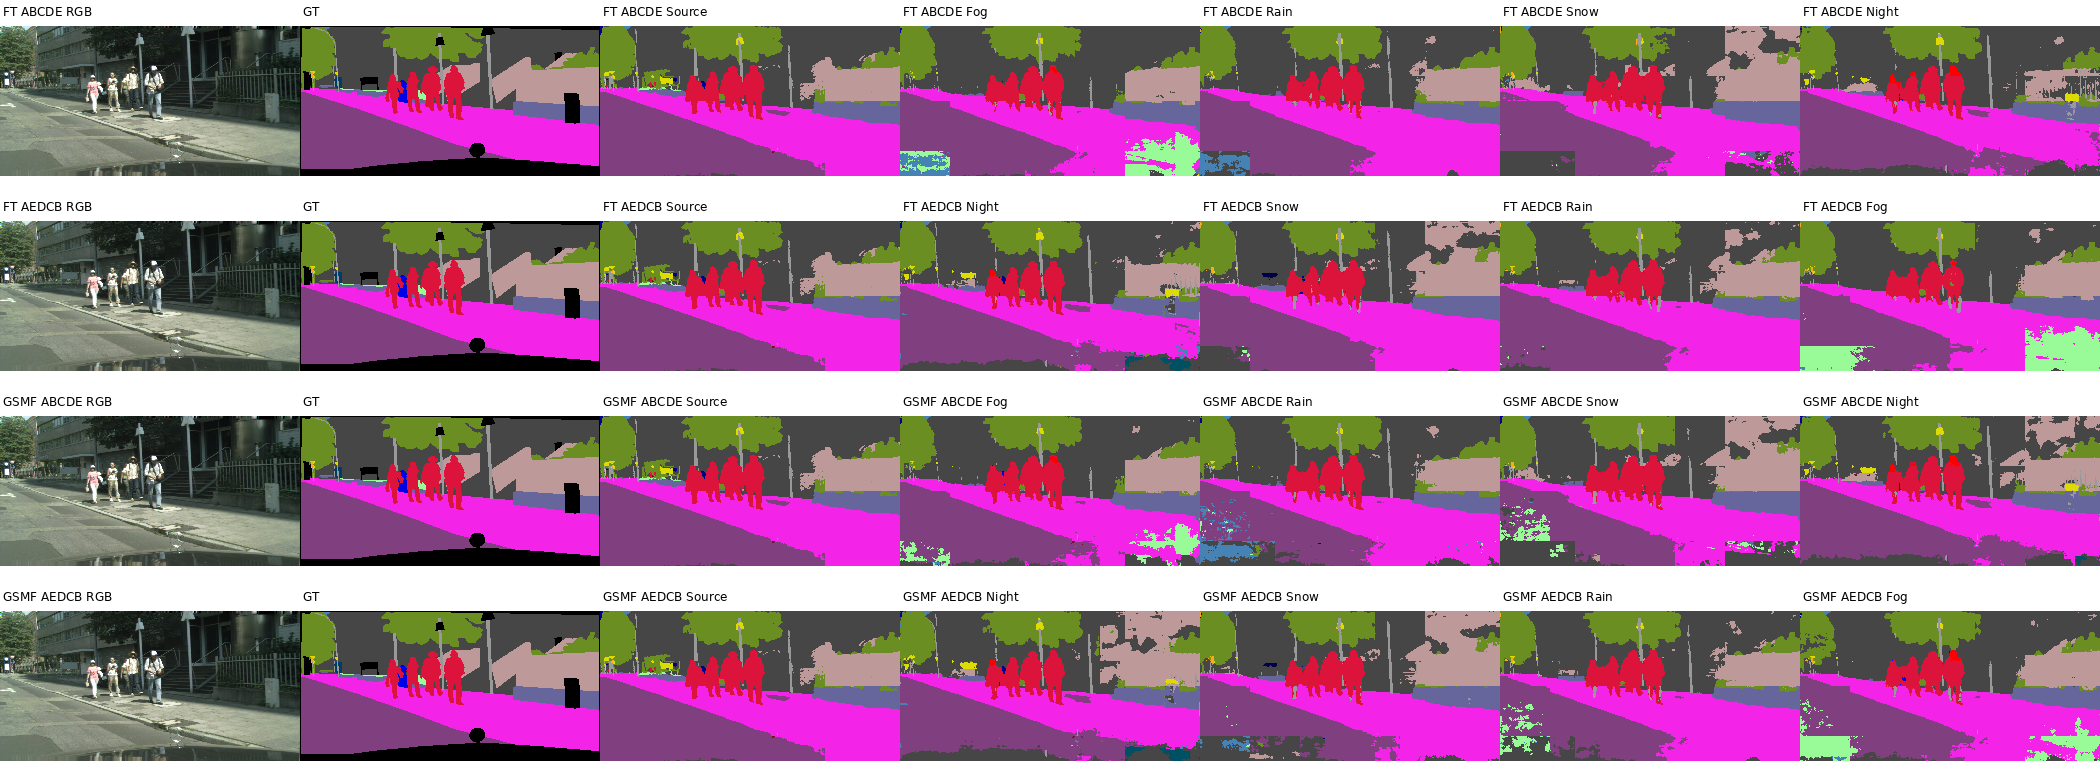 FT ABCDE RGB GT FT ABCDE Source FT ABCDE Fog FT ABCDE Rain FT ABCDE Snow FT ABCDE Night
FT AEDCB RGB GT FT AEDCB Source FT AEDCB Night FT AEDCB Snow FT AEDCB Rain FT AEDCB Fog
GSMF ABCDE RGB GT GSMF ABCDE Source GSMF ABCDE Fog GSMF ABCDE Rain GSMF ABCDE Snow GSMF ABCDE Night
GSMF AEDCB RGB GT GSMF AEDCB Source GSMF AEDCB Night GSMF AEDCB Snow GSMF AEDCB Rain GSMF AEDCB Fog